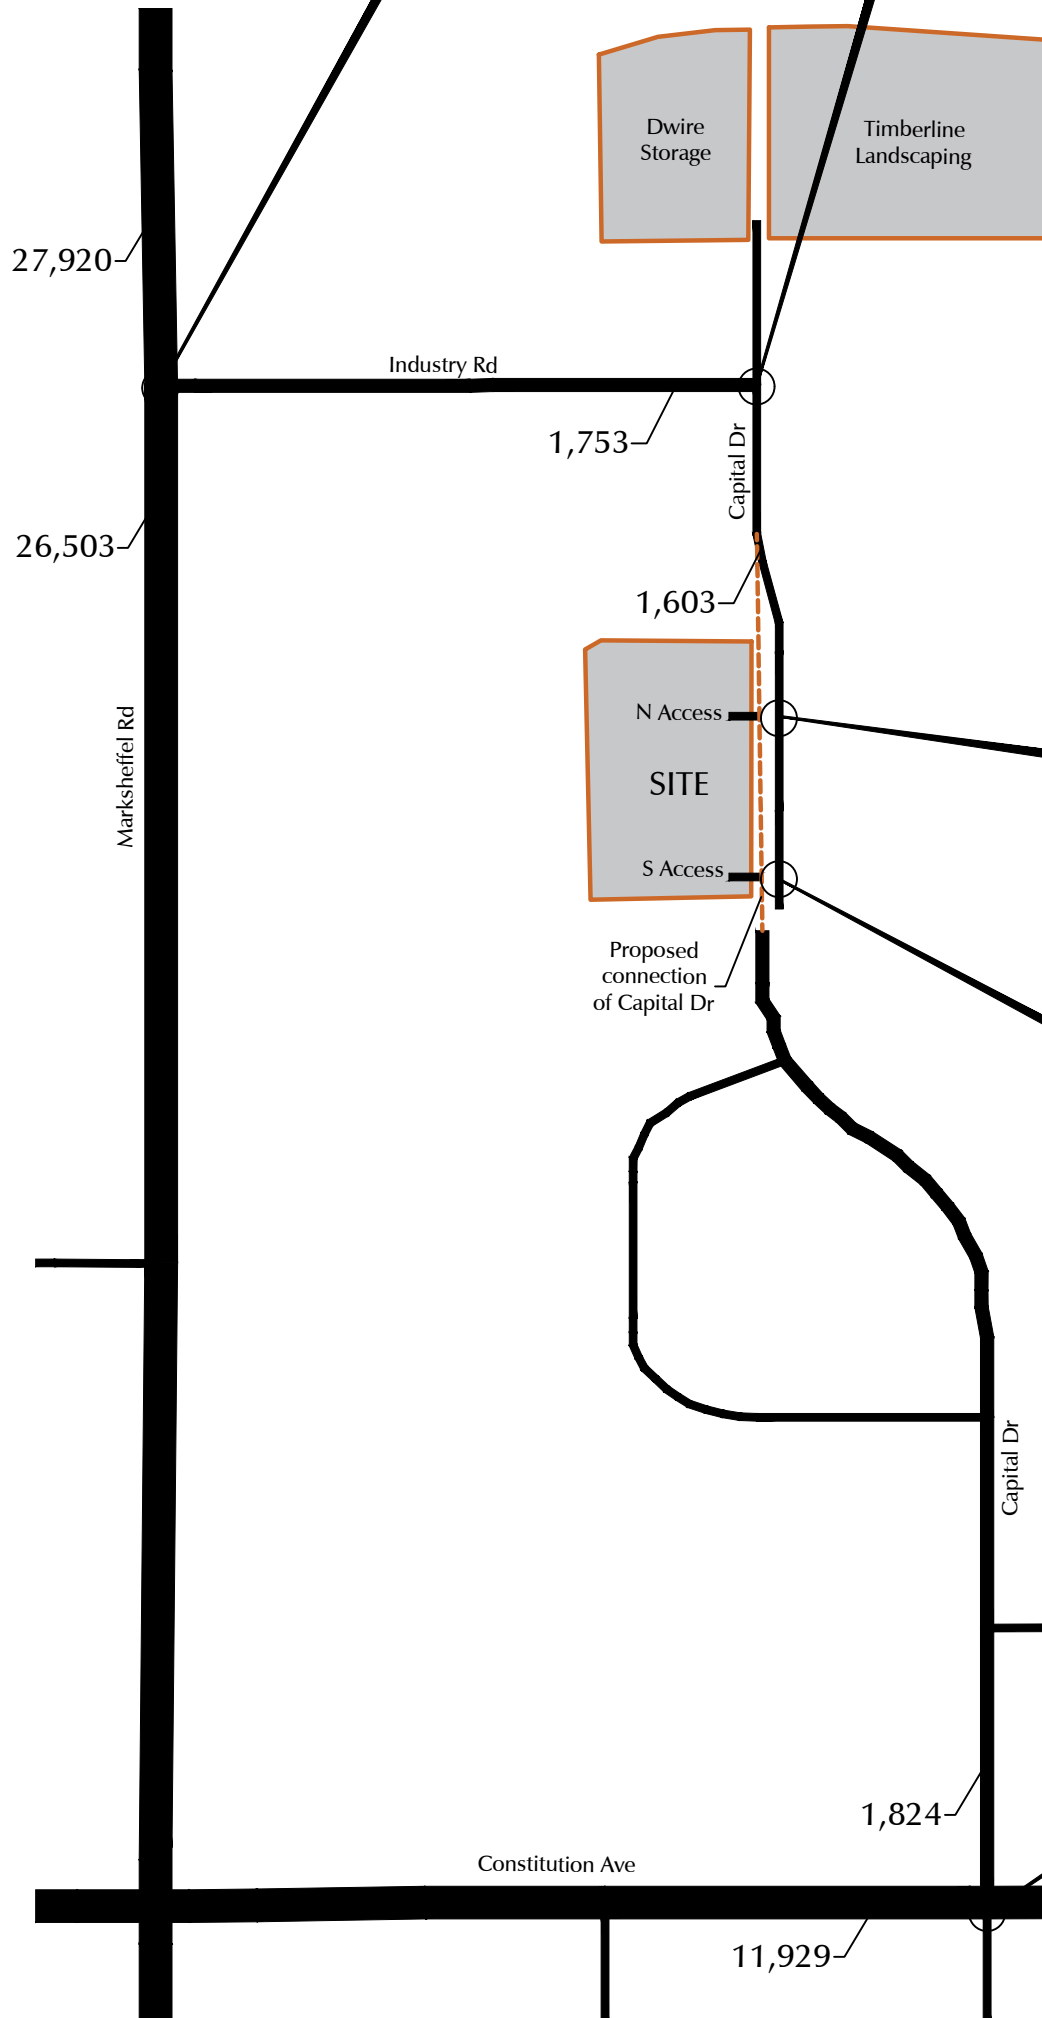 Dwire
Storage
Timberline
Landscaping
27,920
Industry Rd
1,753
Capital Dr
26,503
1,603
Marksheffel Rd
N Access
SITE
S Access
Proposed
connection
of Capital Dr
Capital Dr
1,824
Constitution Ave
11,929